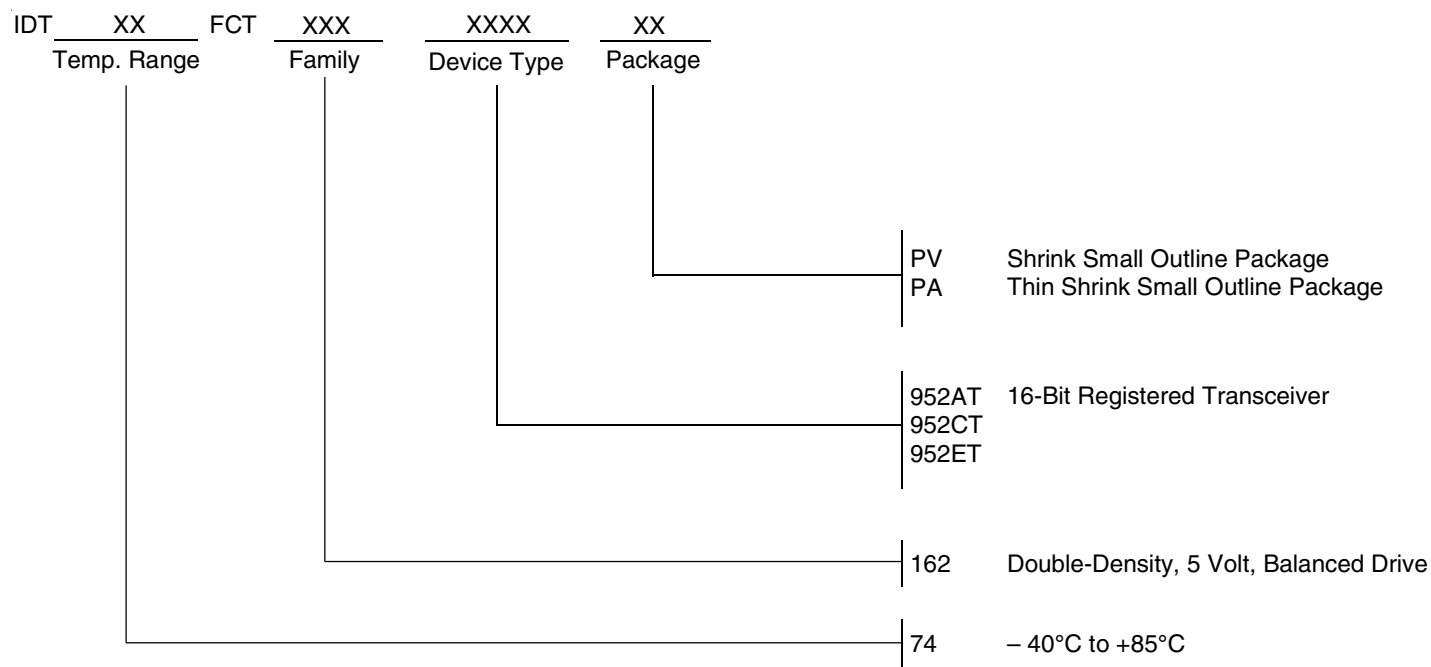 IDT XX FCT XXX XXXX XX
Temp. Range Family Device Type Package
PV Shrink Small Outline Package
PA Thin Shrink Small Outline Package
952AT 16-Bit Registered Transceiver
952CT
952ET
162 Double-Density, 5 Volt, Balanced Drive
74 – 40°C to +85°C